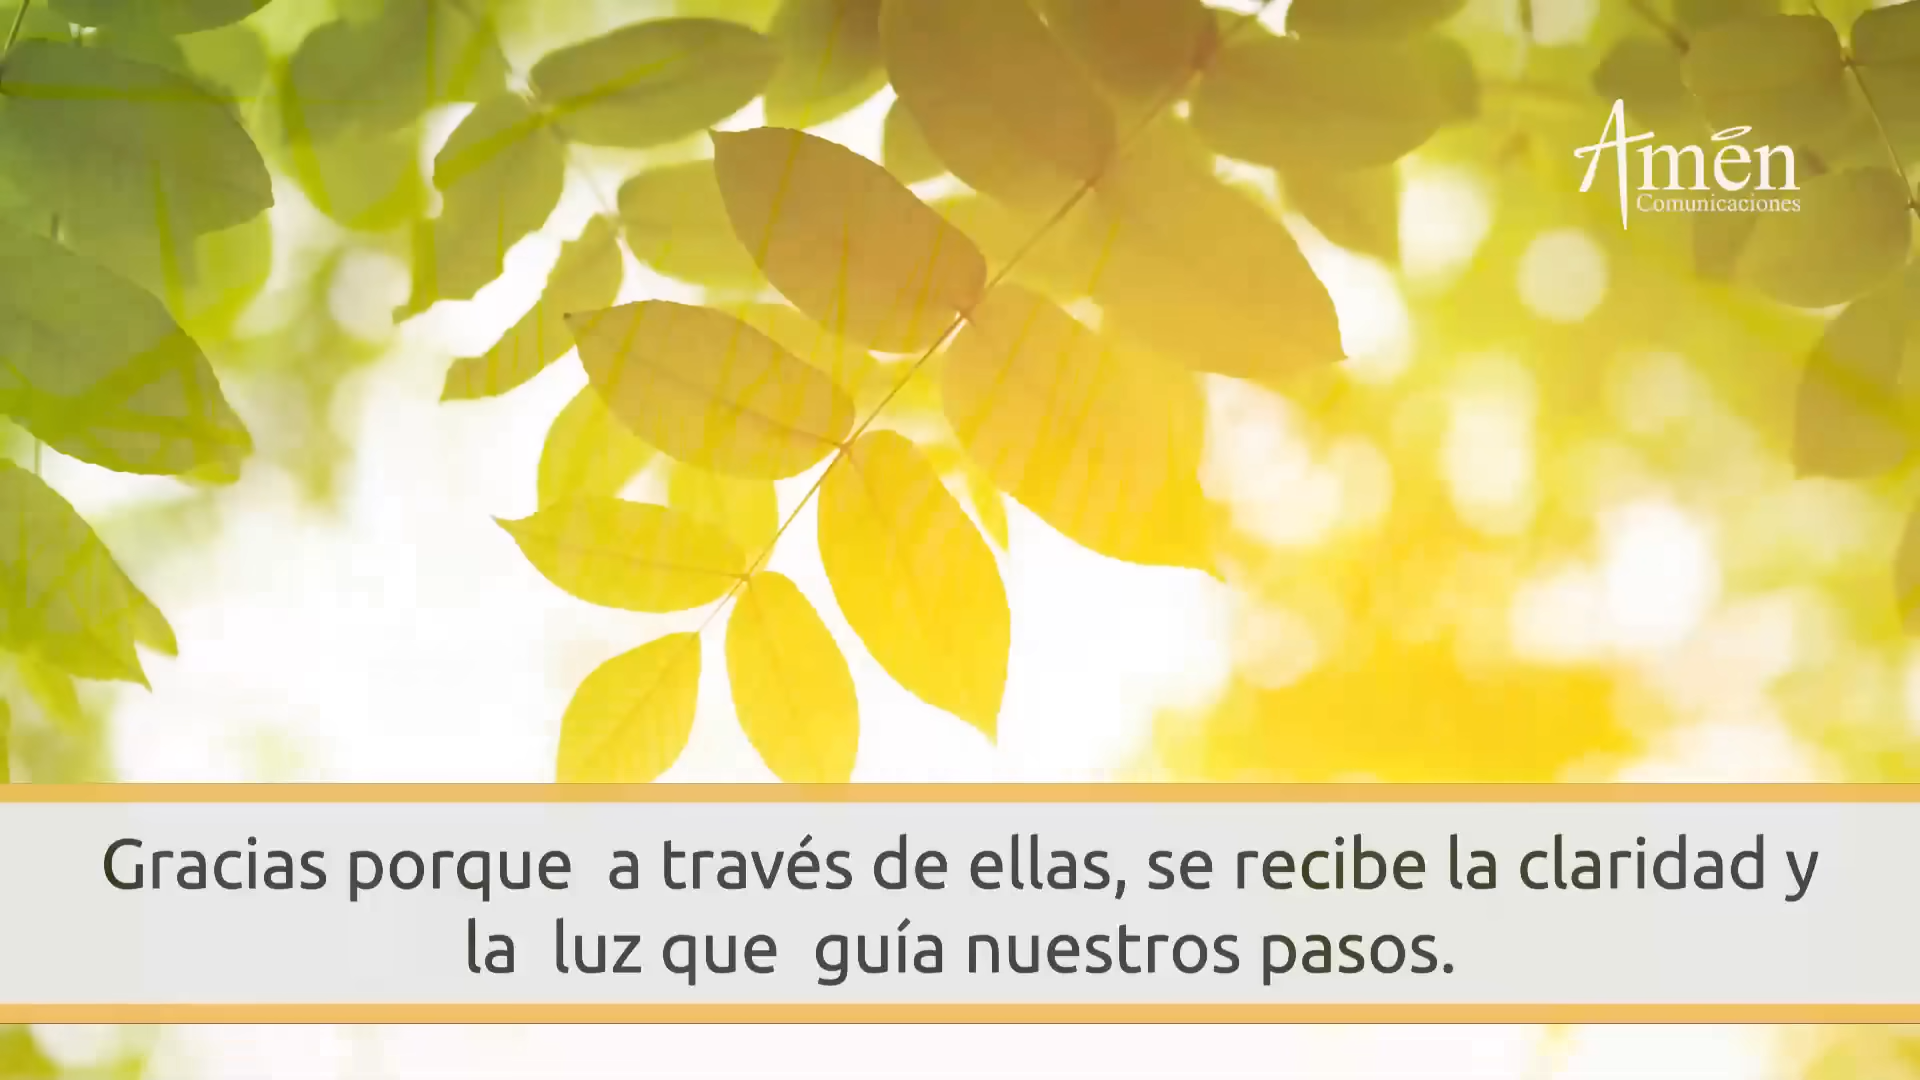 Amén
Comunicaciones
Gracias porque  a través de ellas, se recibe la claridad y
la  luz que  guía nuestros pasos.